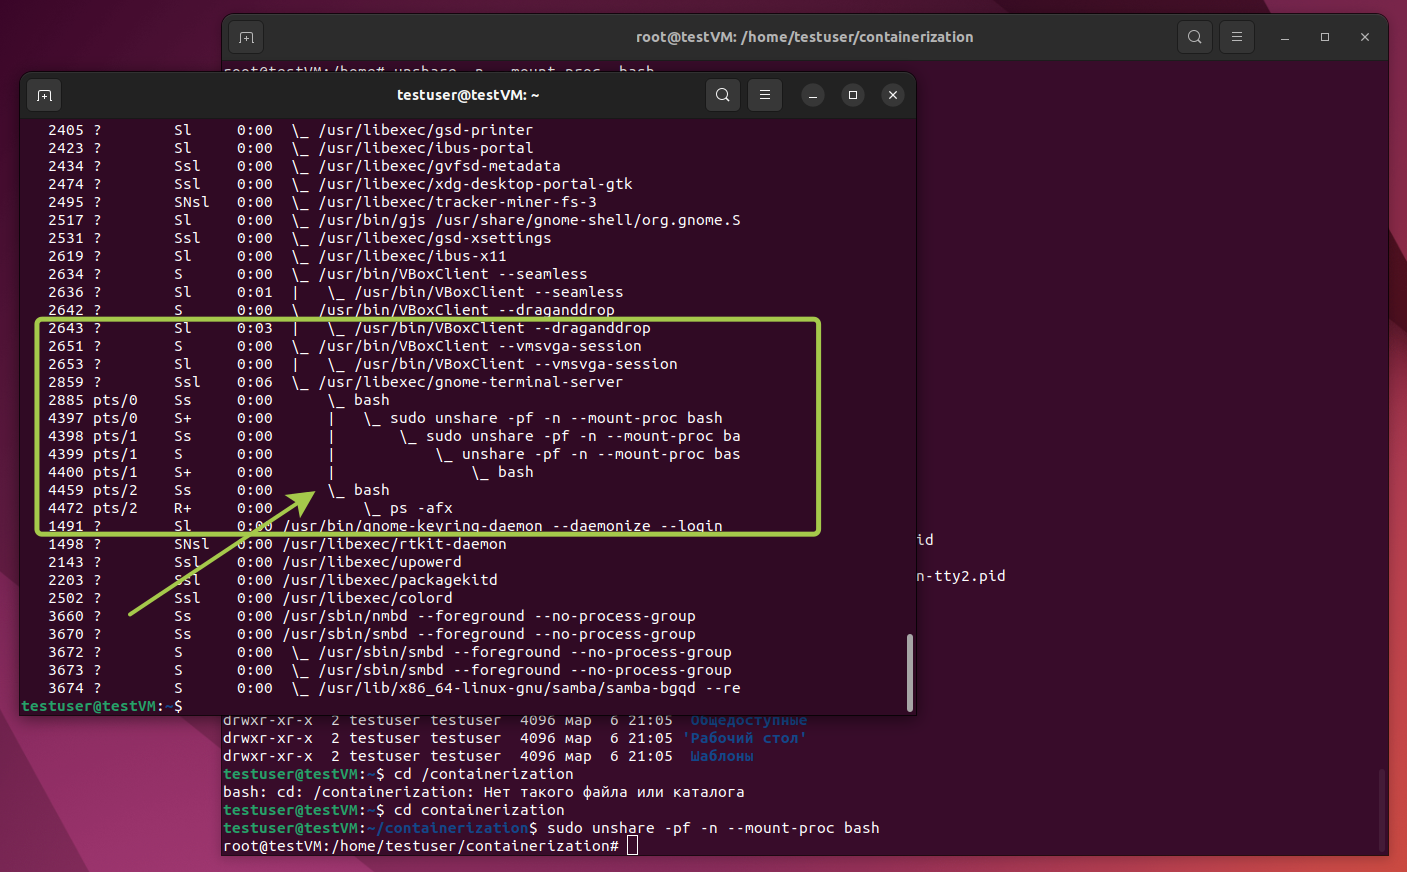 root@testVM: /home/testuser/containerization
root@testVM:/home# unshare -n --mount-proc bash
testuser@testVM: ~
2405 ? Sl 0:00 \_ /usr/libexec/gsd-printer
2423 ? Sl 0:00 \_ /usr/libexec/ibus-portal
2434 ? Ssl 0:00 \_ /usr/libexec/gvfsd-metadata
2474 ? Ssl 0:00 \_ /usr/libexec/xdg-desktop-portal-gtk
2495 ? SNsl 0:00 \_ /usr/libexec/tracker-miner-fs-3
2517 ? Sl 0:00 \_ /usr/bin/gjs /usr/share/gnome-shell/org.gnome.S
2531 ? Ssl 0:00 \_ /usr/libexec/gsd-xsettings
2619 ? Sl 0:00 \_ /usr/libexec/ibus-x11
2634 ? S 0:00 \_ /usr/bin/VBoxClient --seamless
2636 ? Sl 0:01 | \_ /usr/bin/VBoxClient --seamless
2642 ? S 0:00 \_ /usr/bin/VBoxClient --draganddrop
2643 ? Sl 0:03 | \_ /usr/bin/VBoxClient --draganddrop
2651 ? S 0:00 \_ /usr/bin/VBoxClient --vmsvga-session
2653 ? Sl 0:00 | \_ /usr/bin/VBoxClient --vmsvga-session
2859 ? Ssl 0:06 \_ /usr/libexec/gnome-terminal-server
2885 pts/0 Ss 0:00 \_ bash
4397 pts/0 S+ 0:00 | \_ sudo unshare -pf -n --mount-proc bash
4398 pts/1 Ss 0:00 | \_ sudo unshare -pf -n --mount-proc ba
4399 pts/1 S 0:00 | \_ unshare -pf -n --mount-proc bas
4400 pts/1 S+ 0:00 | \_ bash
4459 pts/2 Ss 0:00 \_ bash
4472 pts/2 R+ 0:00 \_ ps -afx
1491 ? Sl 0:00 /usr/bin/gnome-keyring-daemon --daemonize --login
1498 ? SNsl 0:00 /usr/libexec/rtkit-daemon
2143 ? Ssl 0:00 /usr/libexec/upowerd
2203 ? Ssl 0:00 /usr/libexec/packagekitd
2502 ? Ssl 0:00 /usr/libexec/colord
3660 ? Ss 0:00 /usr/sbin/nmbd --foreground --no-process-group
3670 ? Ss 0:00 /usr/sbin/smbd --foreground --no-process-group
3672 ? S 0:00 \_ /usr/sbin/smbd --foreground --no-process-group
3673 ? S 0:00 \_ /usr/sbin/smbd --foreground --no-process-group
3674 ? S 0:00 \_ /usr/lib/x86_64-linux-gnu/samba/samba-bgqd --re
testuser@testVM:~$
id
n-tty2.pid
drwxr-xr-x 2 testuser testuser 4096 мар 6 21:05 Общедоступные
drwxr-xr-x 2 testuser testuser 4096 мар 6 21:05 'Рабочий стол'
drwxr-xr-x 2 testuser testuser 4096 мар 6 21:05 Шаблоны
testuser@testVM:~$ cd /containerization
bash: cd: /containerization: Нет такого файла или каталога
testuser@testVM:~$ cd containerization
testuser@testVM:~/containerization$ sudo unshare -pf -n --mount-proc bash
root@testVM:/home/testuser/containerization#